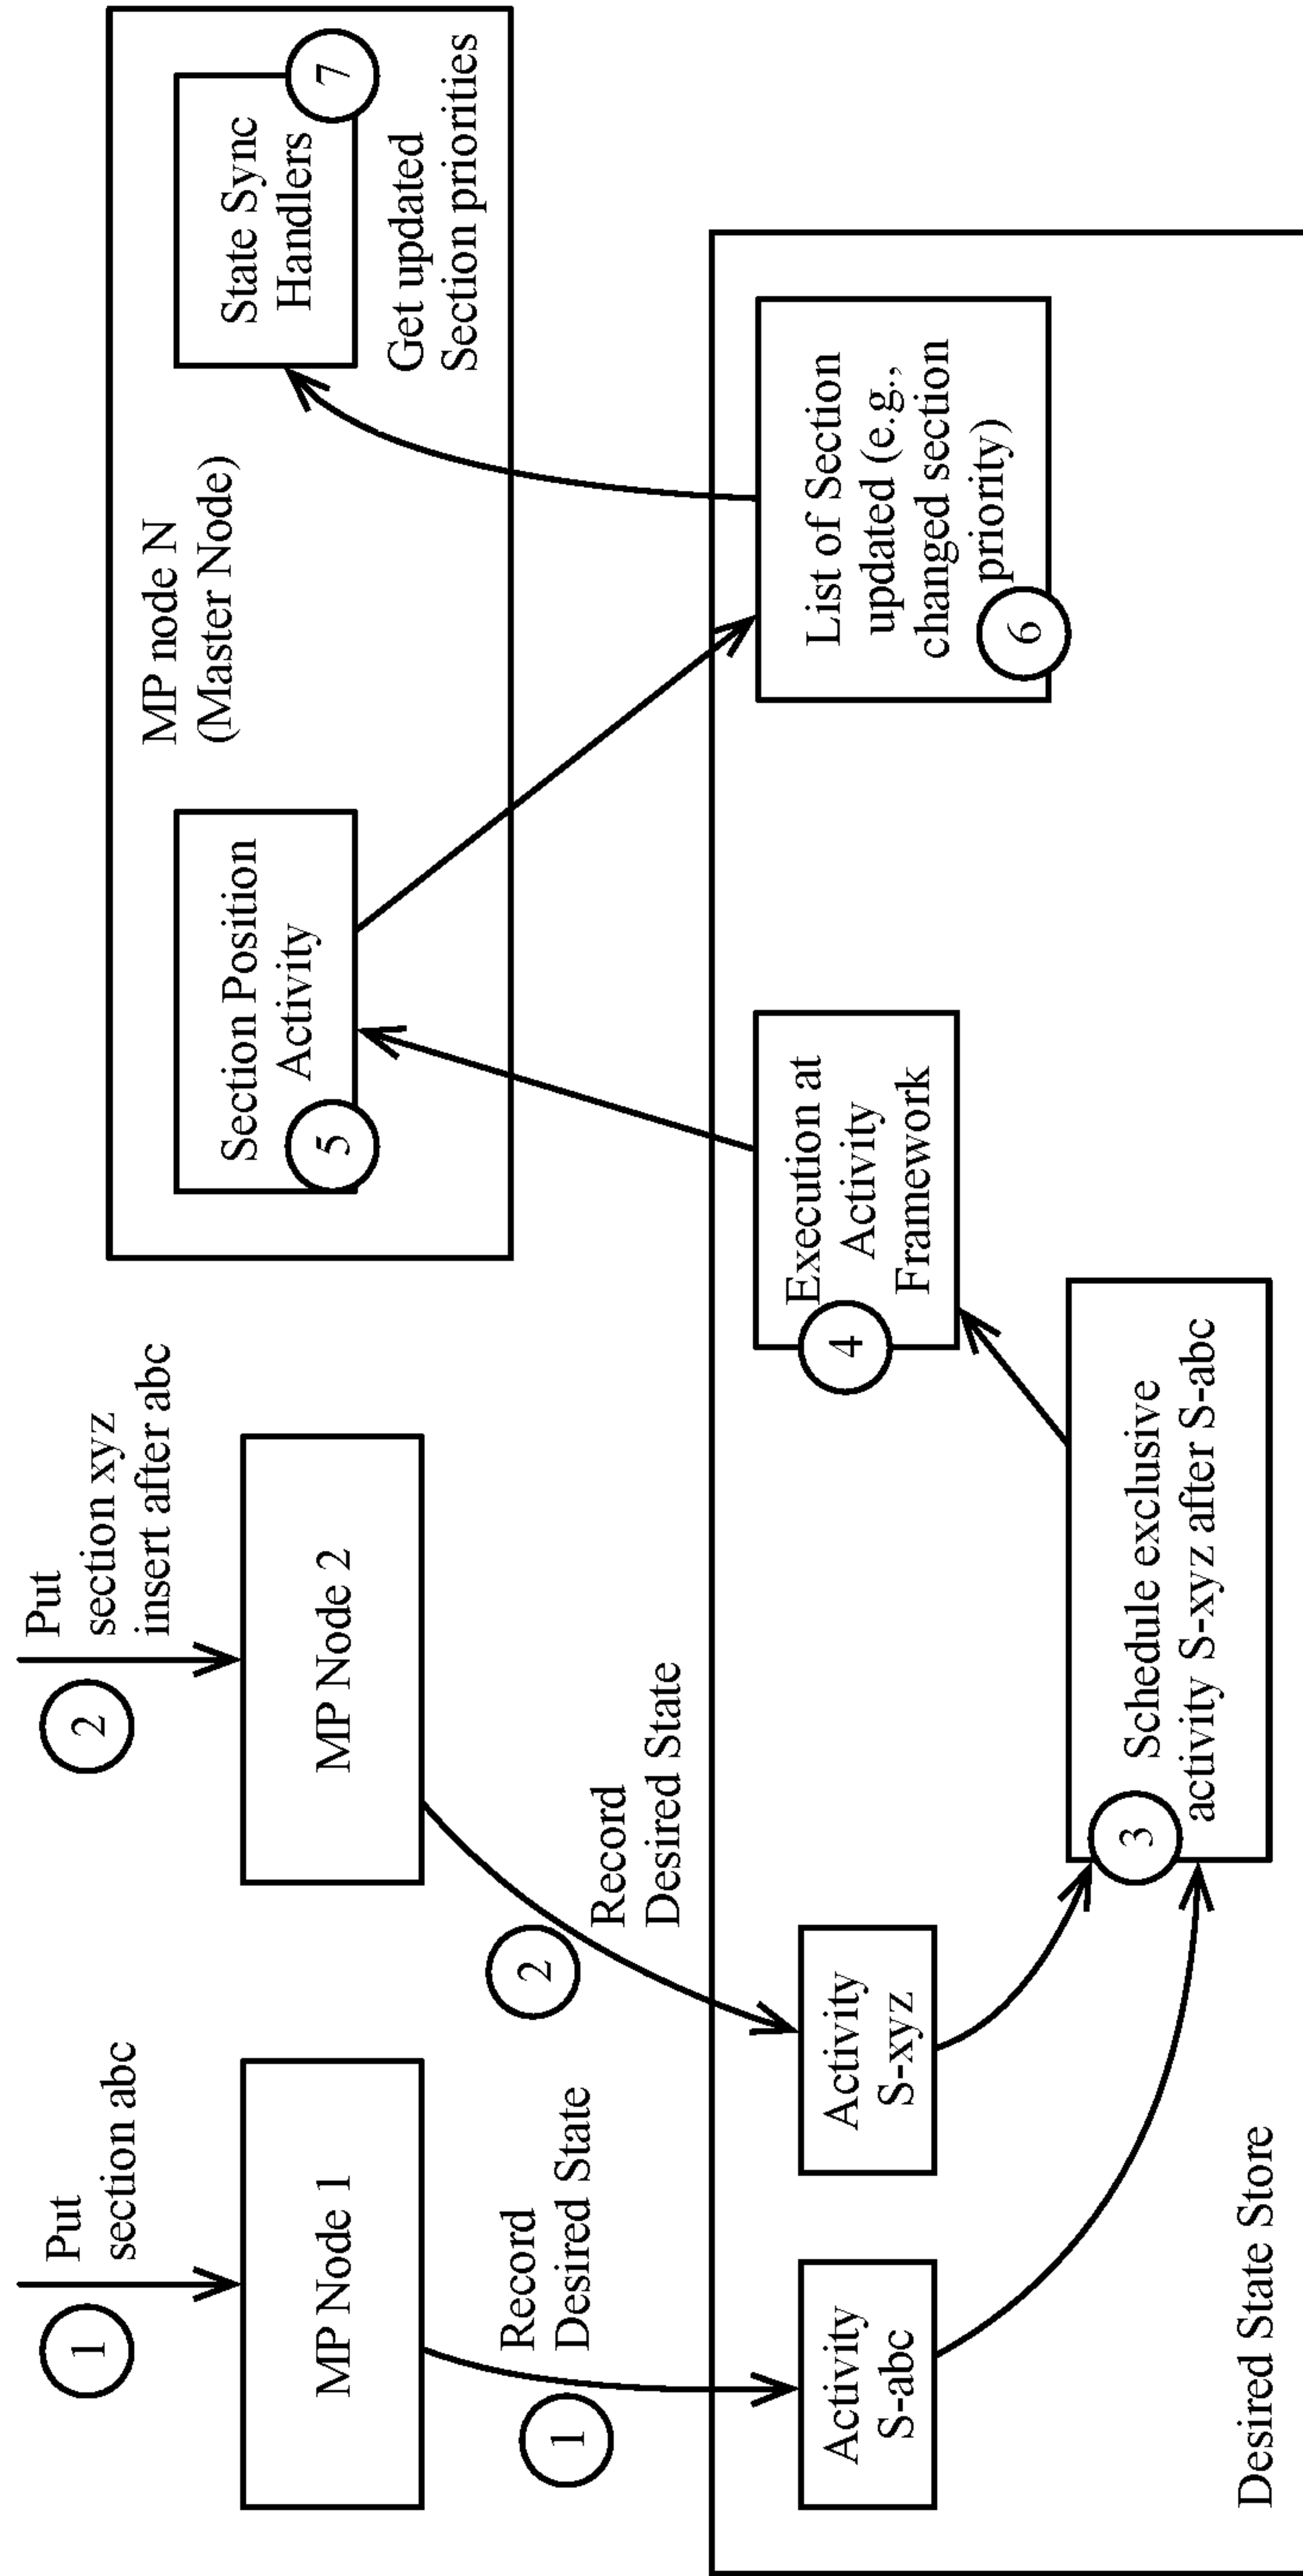 1
Put
section abc
MP Node 1
1
Record
Desired State
2
Put
section xyz
insert after abc
MP Node 2
2
Record
Desired State
MP node N
(Master Node)
Section Position
Activity
5
State Sync
Handlers
7
Get updated
Section priorities
Activity
S-abc
Activity
S-xyz
3
Schedule exclusive
activity S-xyz after S-abc
4
Execution at
Activity
Framework
List of Section
updated (e.g.,
changed section
priority)
6
Desired State Store